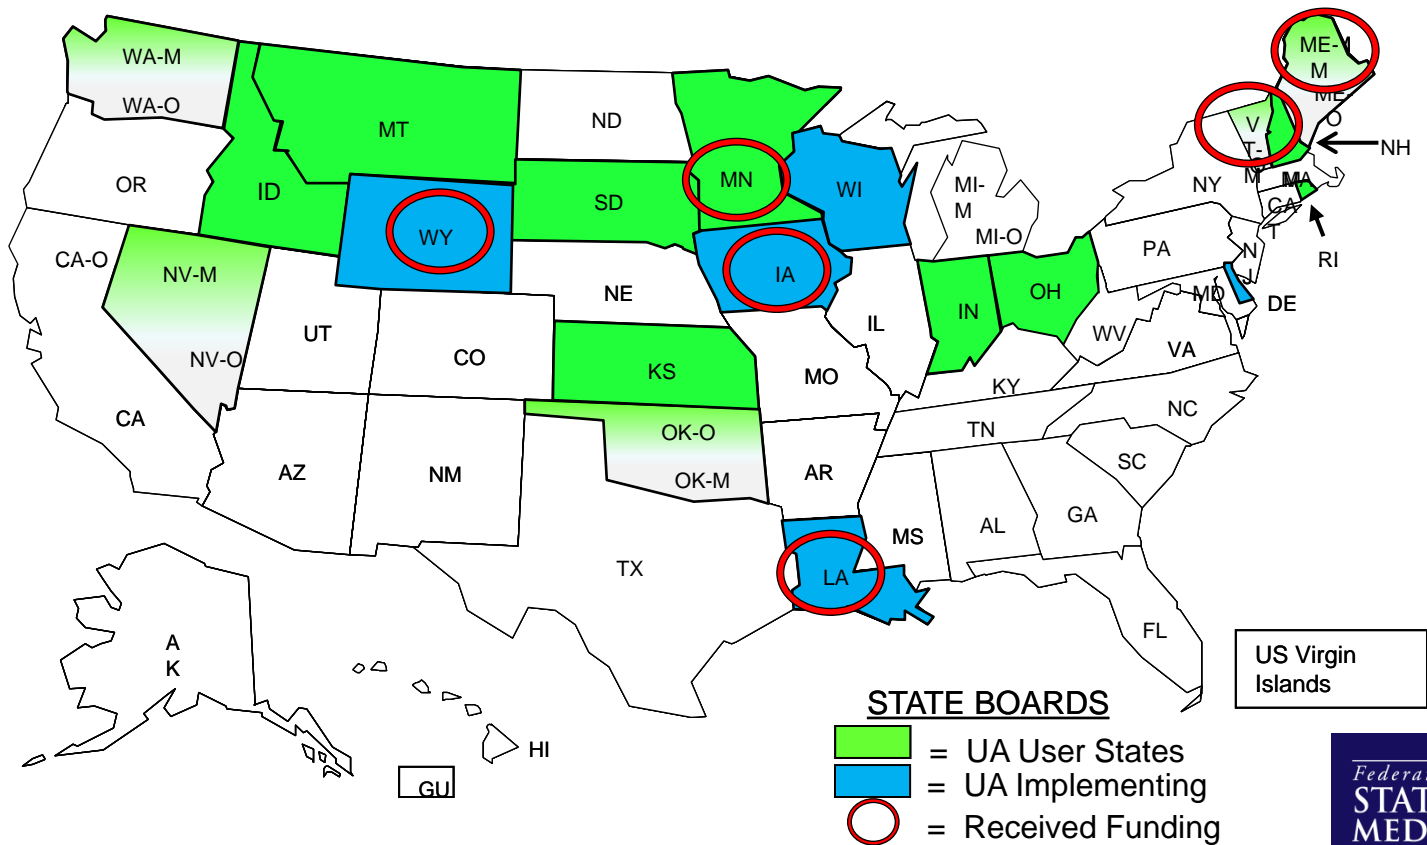 WA-M
WA-O
MT
ND
MN
ME-M
M
ME-
O
V
T-
M
NH
OR
ID
WY
SD
WI
MI-
M
MI-O
NY
MA
CA
T
RI
CA-O
NV-M
NV-O
UT
CO
NE
IA
IL
IN
OH
PA
N
J
MD
DE
WV
VA
CA
KS
MO
KY
NC
TN
AZ
NM
OK-O
OK-M
AR
SC
TX
LA
MS
AL
GA
FL
A
K
HI
GU
US Virgin
Islands
STATE BOARDS
= UA User States
= UA Implementing
= Received Funding
Federa
STAT
MED